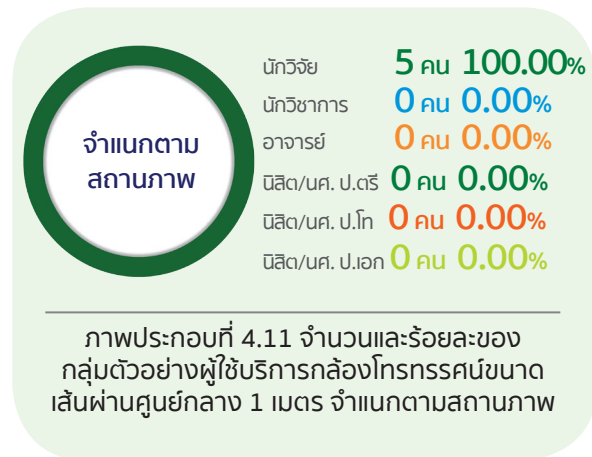 จำแนกตาม
สถานภาพ
นักวิจัย 5 คน 100.00%
นักวิชาการ 0 คน 0.00%
อาจารย์ 0 คน 0.00%
นิสิต/นศ. ป.ตรี 0 คน 0.00%
นิสิต/นศ. ป.โท 0 คน 0.00%
นิสิต/นศ. ป.เอก 0 คน 0.00%
ภาพประกอบที่ 4.11 จำนวนและร้อยละของ
กลุ่มตัวอย่างผู้ใช้บริการกล้องโทรทรรศน์ขนาด
เส้นผ่านศูนย์กลาง 1 เมตร จำแนกตามสถานภาพ